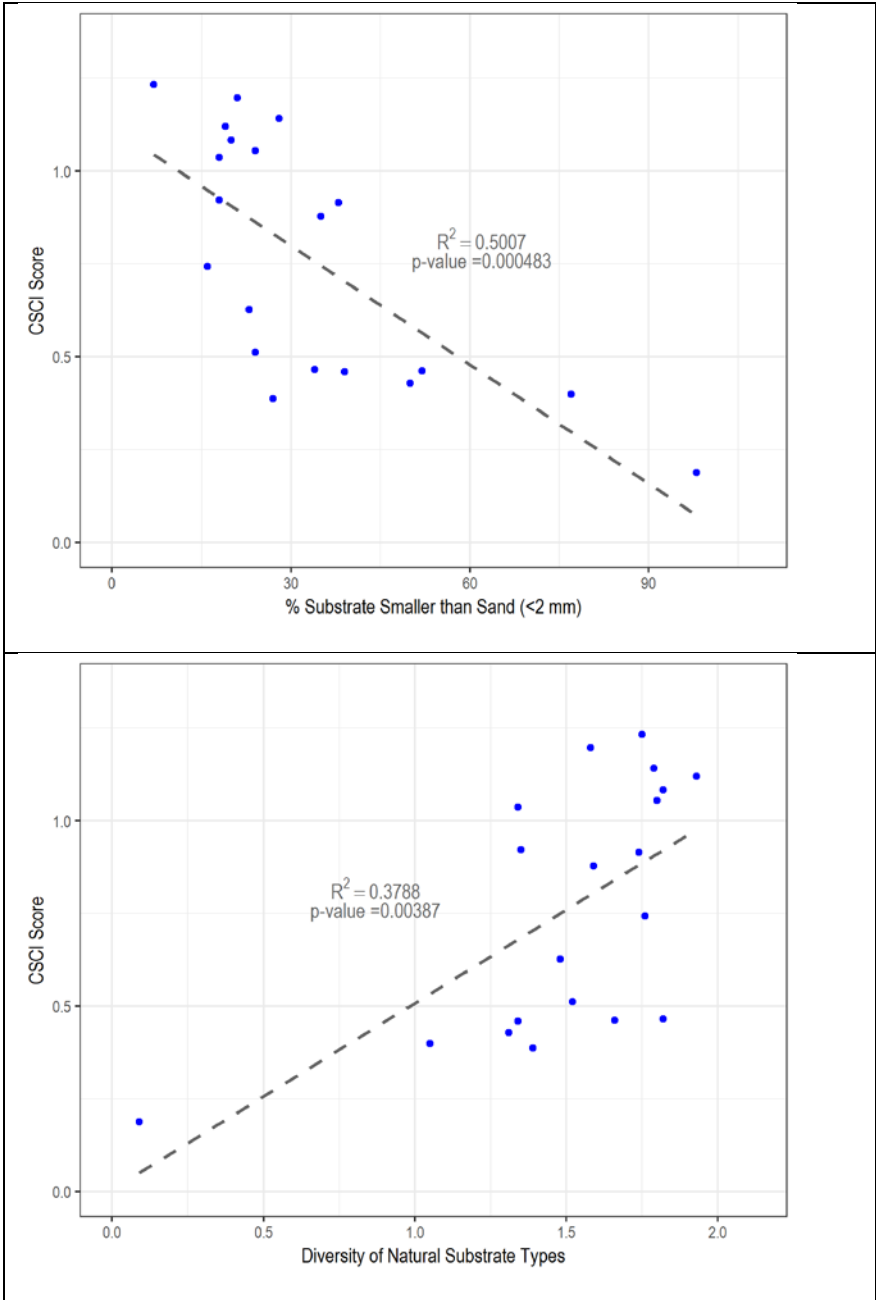 1.0
0.5
0.0
CSCI Score
R² = 0.5007
p-value =0.000483
0 30 60 90
% Substrate Smaller than Sand (<2 mm)
1.0
0.5
0.0
CSCI Score
R² = 0.3788
p-value =0.00387
0.0 0.5 1.0 1.5 2.0
Diversity of Natural Substrate Types